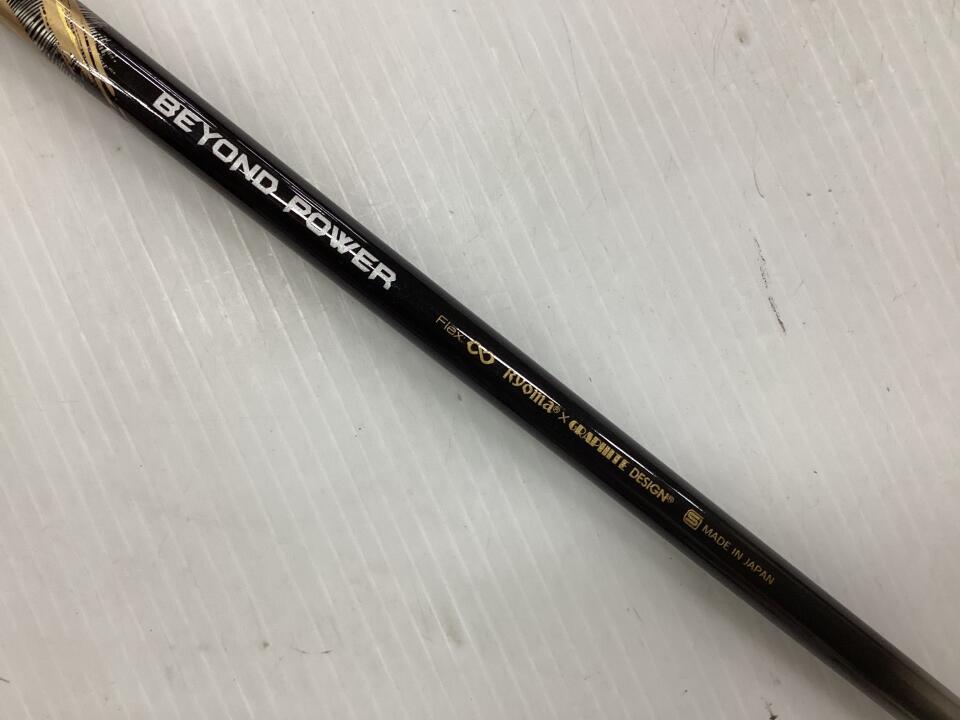 BEYOND POWER
Flex. ∞ Ryoma® × GRAPHITE DESIGN® S MADE IN JAPAN